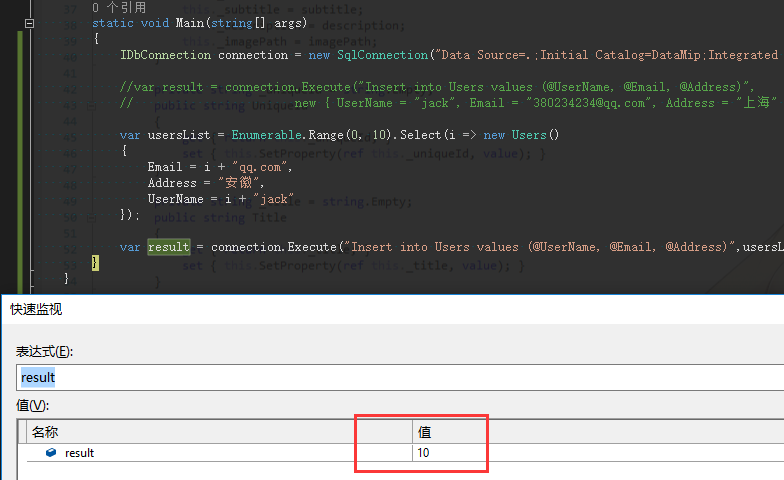 0 个引用
static void Main(string[] args)
{
IDbConnection connection = new SqlConnection("Data Source=.;Initial Catalog=DataMip;Integrated
//var result = connection.Execute("Insert into Users values (@UserName, @Email, @Address)",
// new { UserName = "jack", Email = "380234234@qq.com", Address = "上海"
var usersList = Enumerable.Range(0, 10).Select(i => new Users()
{
Email = i + "qq.com",
Address = "安徽",
UserName = i + "jack"
});
var result = connection.Execute("Insert into Users values (@UserName, @Email, @Address)",usersL
}
}
快速监视
表达式(E):
result
值(V):
名称 值
result 10